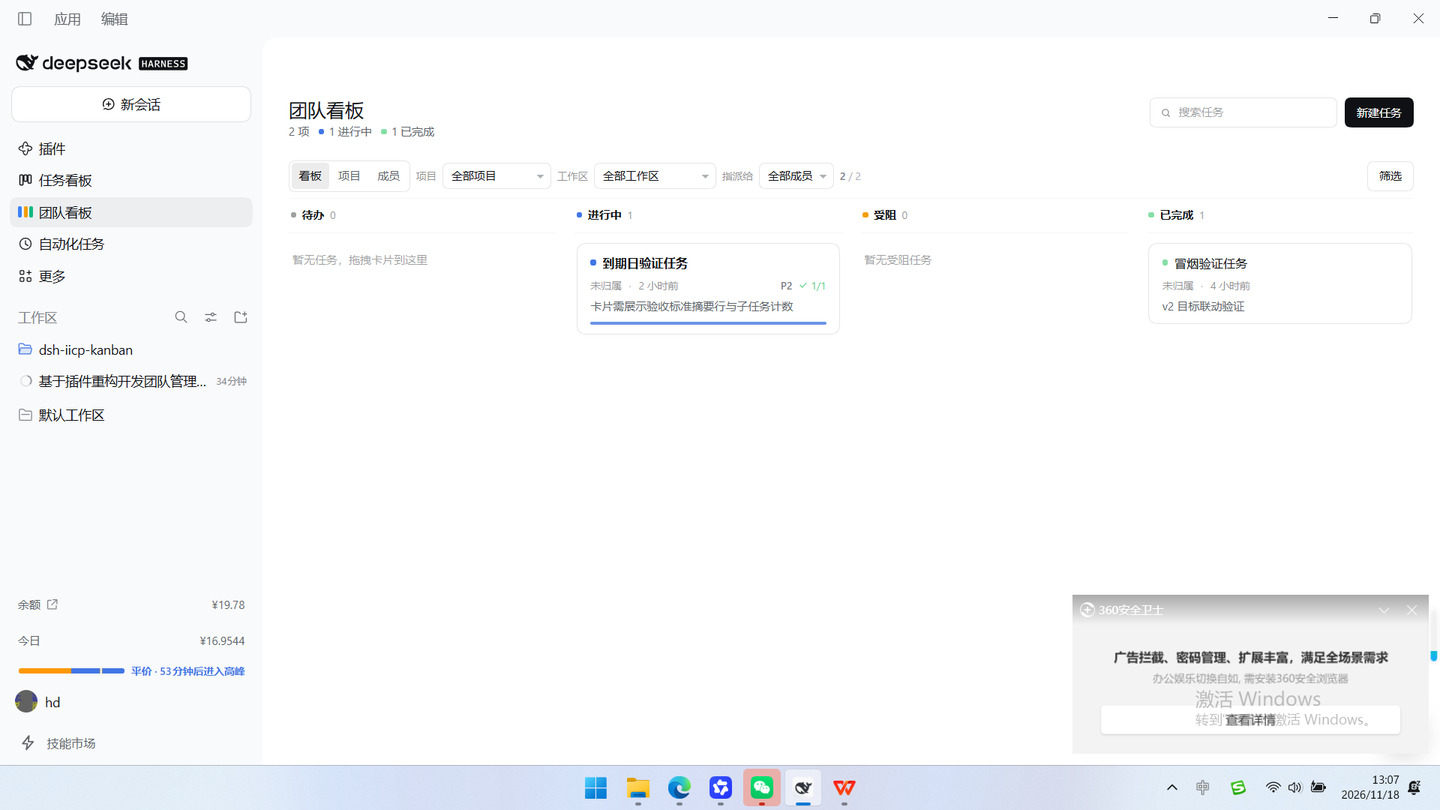 应用 编辑
deepseek HARNESS
新会话
插件
任务看板
团队看板
自动化任务
更多
工作区
dsh-iicp-kanban
基于插件重构开发团队管理... 34分钟
默认工作区
余额 ¥19.78
今日 ¥16.9544
平价 · 53分钟后进入高峰
hd
技能市场
团队看板
2 项 1 进行中 1 已完成
搜索任务
新建任务
看板 项目 成员 项目 全部项目 工作区 全部工作区 指派给 全部成员 2 / 2
筛选
待办 0
暂无任务，拖拽卡片到这里
进行中 1
到期日验证任务
未归属 · 2 小时前 P2 1/1
卡片需展示验收标准摘要行与子任务计数
受阻 0
暂无受阻任务
已完成 1
冒烟验证任务
未归属 · 4 小时前
v2 目标联动验证
360安全卫士
广告拦截、密码管理、扩展丰富，满足全场景需求
办公娱乐切换自如, 需安装360安全浏览器
激活 Windows
转到"查看详情激活 Windows。
中
13:07
2026/11/18